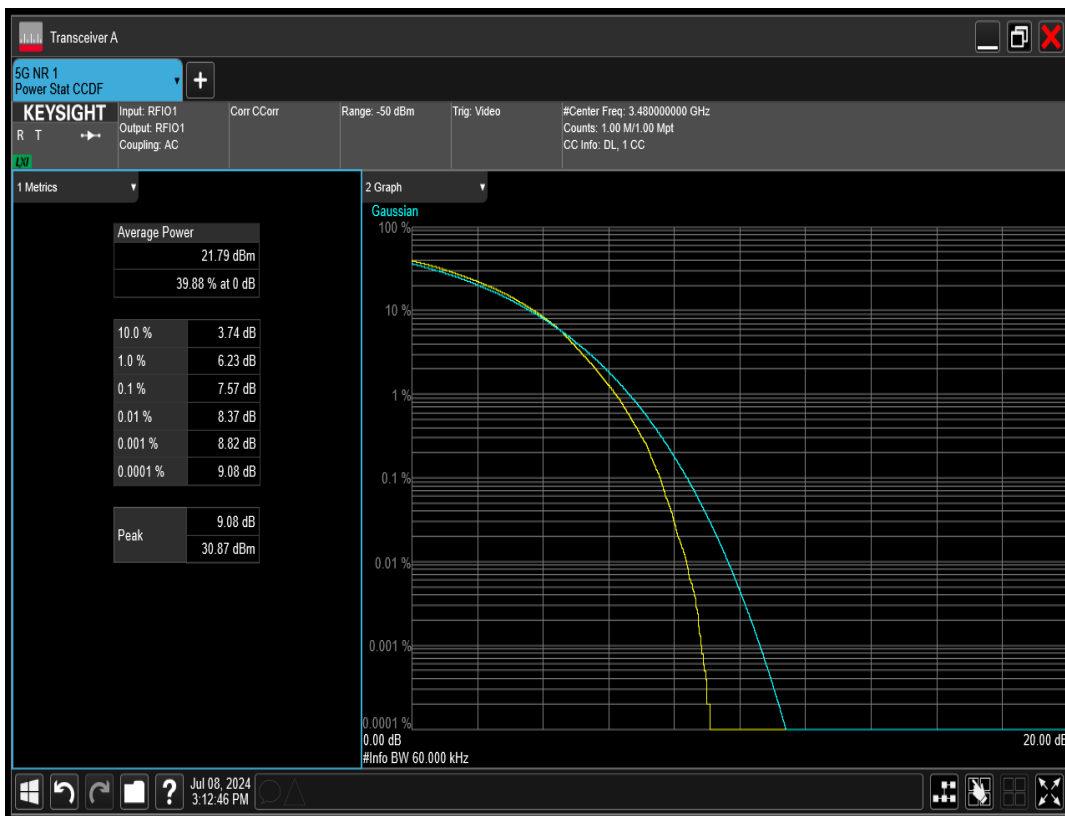 Transceiver A
5G NR 1
Power Stat CCDF
+
KEYSIGHT
R T
LXI
Input: RFIO1
Output: RFIO1
Coupling: AC
Corr CCorr
Range: -50 dBm
Trig: Video
#Center Freq: 3.480000000 GHz
Counts: 1.00 M/1.00 Mpt
CC Info: DL, 1 CC
1 Metrics
Average Power
21.79 dBm
39.88 % at 0 dB
10.0 % 3.74 dB
1.0 % 6.23 dB
0.1 % 7.57 dB
0.01 % 8.37 dB
0.001 % 8.82 dB
0.0001 % 9.08 dB
Peak 9.08 dB
30.87 dBm
2 Graph
Gaussian
100 %
10 %
1 %
0.1 %
0.01 %
0.001 %
0.0001 %
0.00 dB 20.00 dB
#Info BW 60.000 kHz
?
Jul 08, 2024
3:12:46 PM